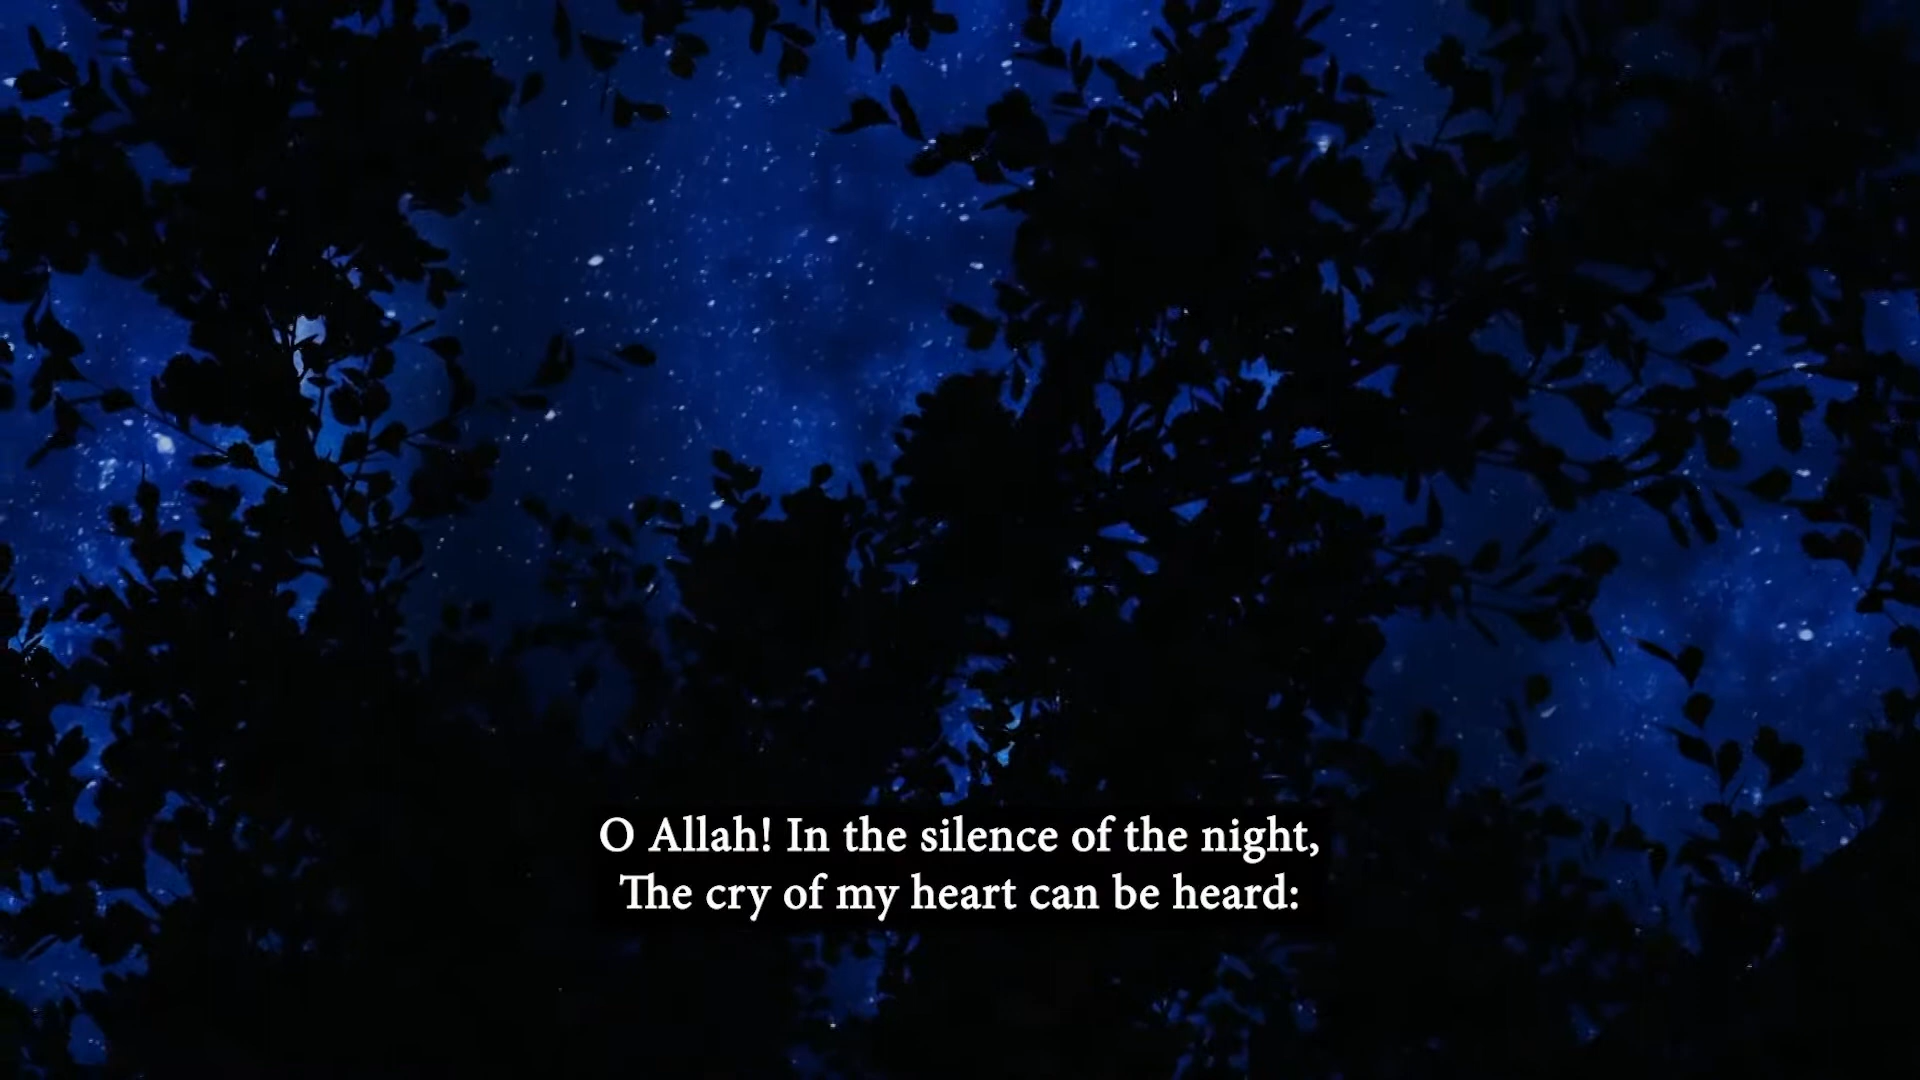 O Allah! In the silence of the night,
The cry of my heart can be heard: